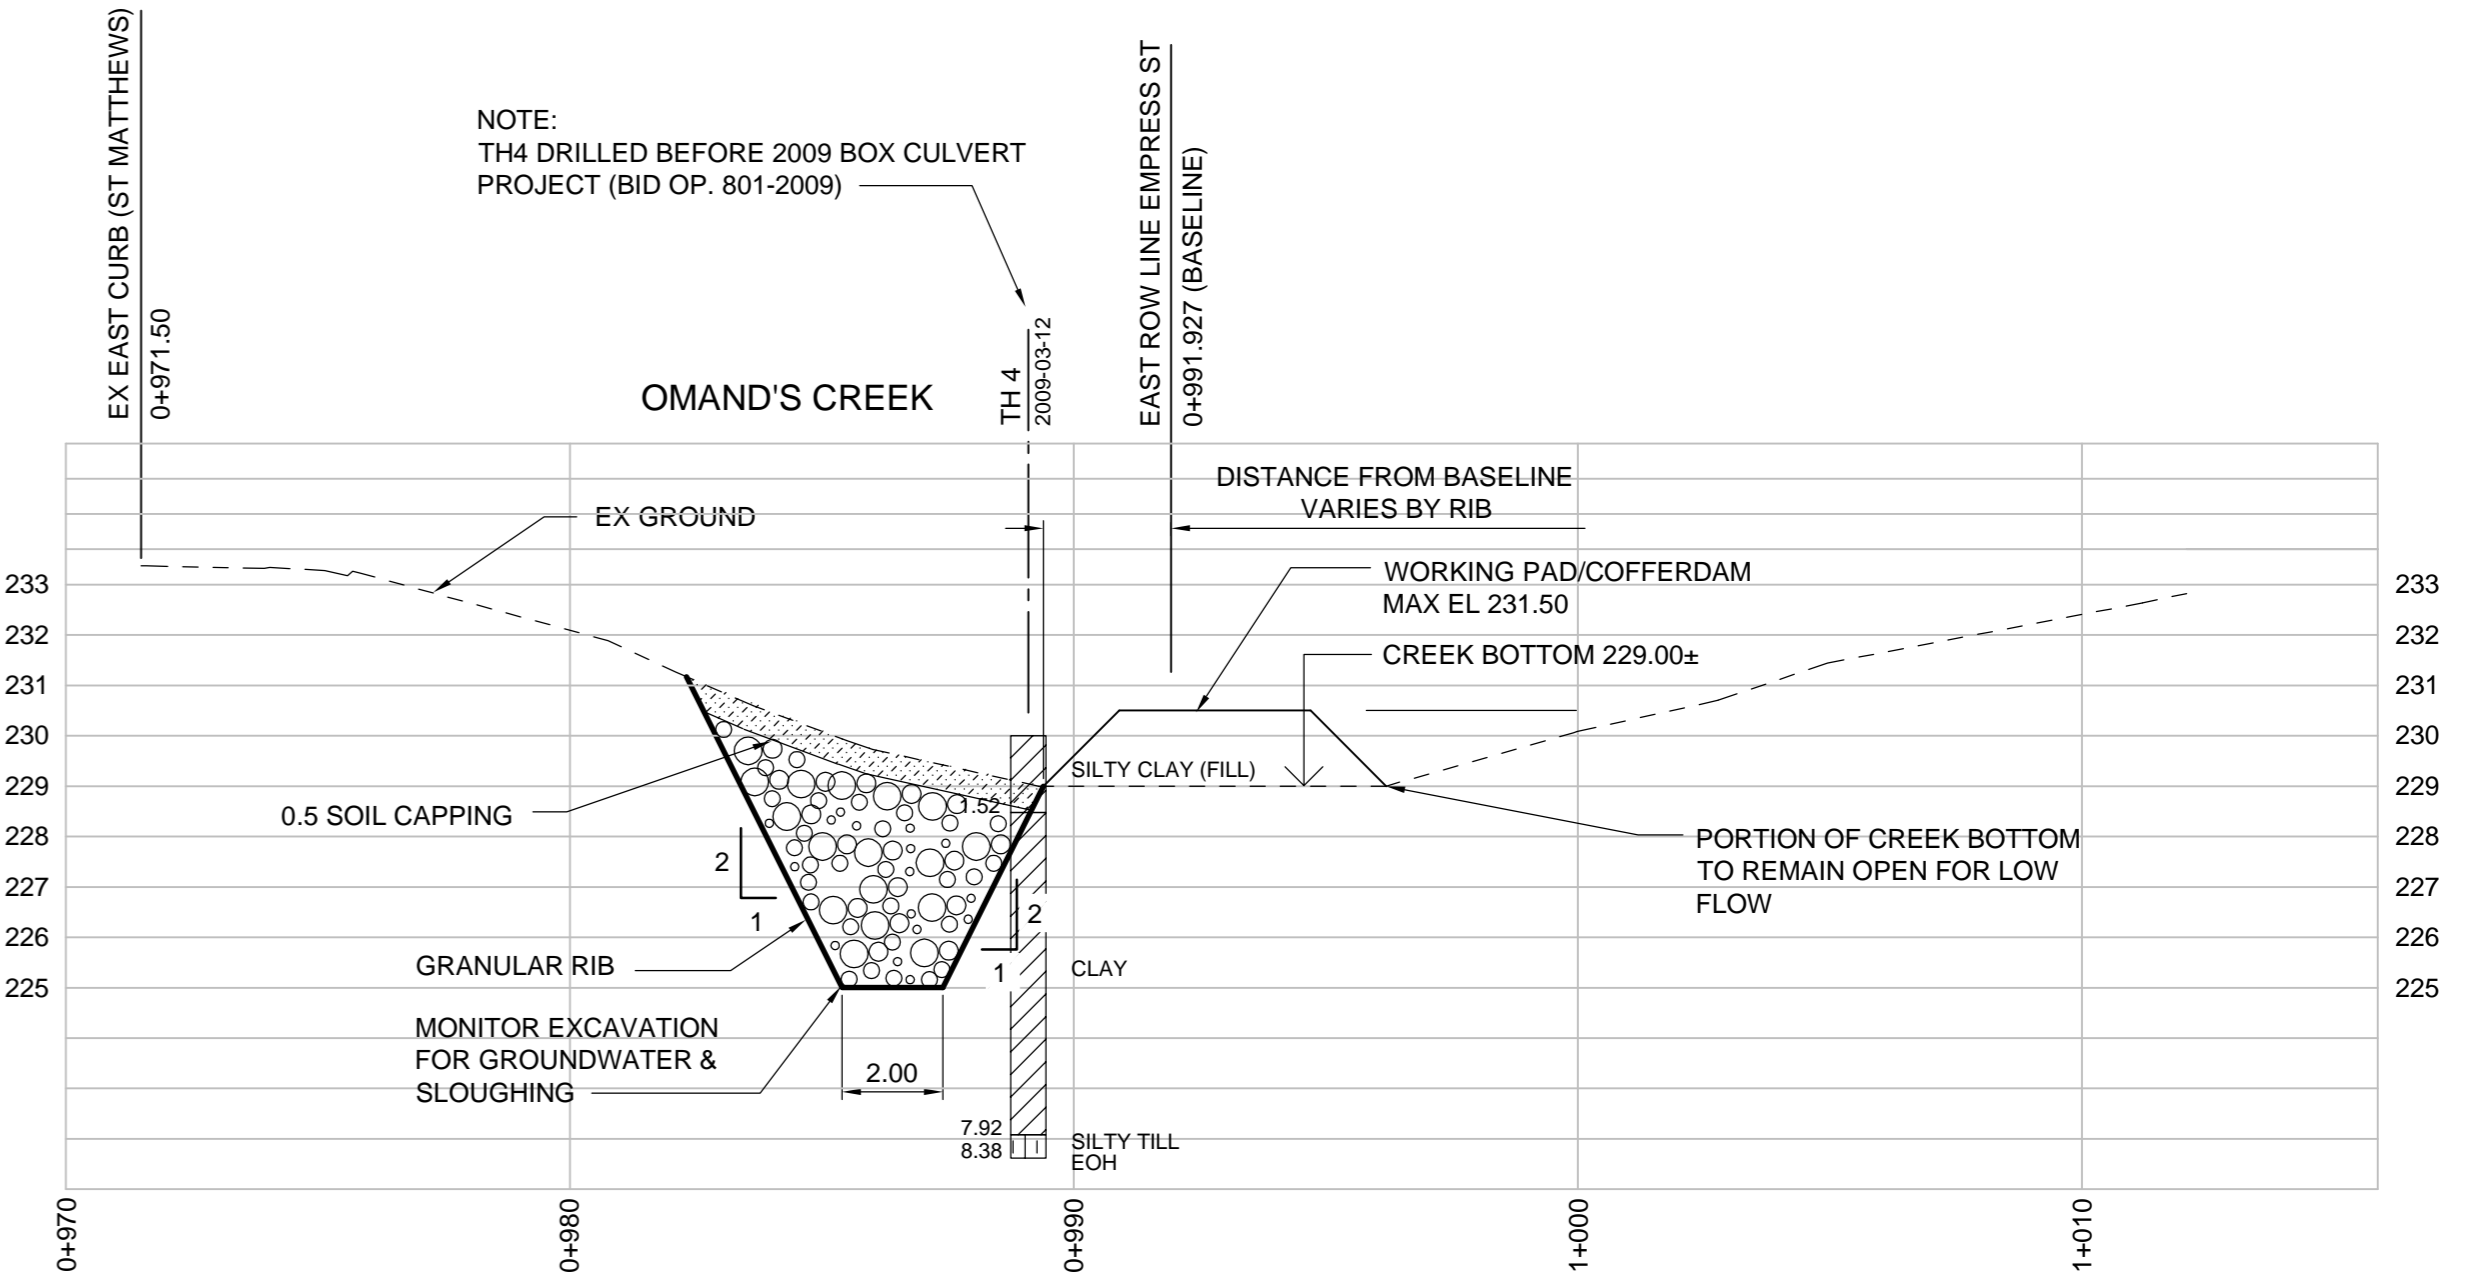 EX EAST CURB (ST MATTHEWS)
0+971.50
NOTE:
TH4 DRILLED BEFORE 2009 BOX CULVERT
PROJECT (BID OP. 801-2009)
OMAND'S CREEK
TH 4
2009-03-12
EAST ROW LINE EMPRESS ST
0+991.927 (BASELINE)
DISTANCE FROM BASELINE
VARIES BY RIB
EX GROUND
WORKING PAD/COFFERDAM
MAX EL 231.50
CREEK BOTTOM 229.00±
233
232
231
230
229
228
227
226
225
233
232
231
230
229
228
227
226
225
SILTY CLAY (FILL)
1.52
0.5 SOIL CAPPING
PORTION OF CREEK BOTTOM
TO REMAIN OPEN FOR LOW
FLOW
2
1
2
1
GRANULAR RIB
CLAY
MONITOR EXCAVATION
FOR GROUNDWATER &
SLOUGHING
2.00
7.92
8.38
SILTY TILL
EOH
0+970
0+980
0+990
1+000
1+010